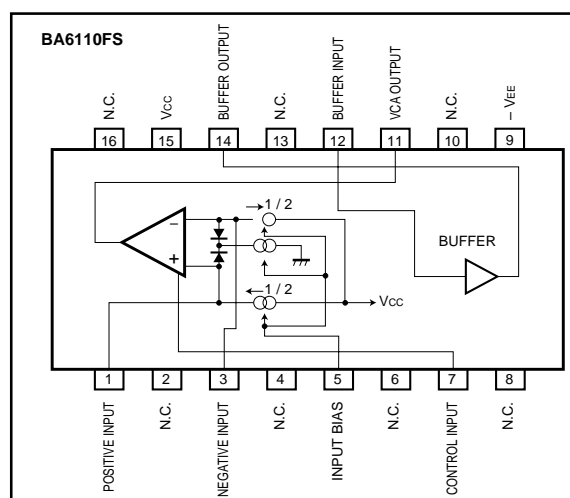 BA6110FS
N.C.
VCC
BUFFER OUTPUT
N.C.
BUFFER INPUT
VCA OUTPUT
N.C.
– VEE
16
15
14
13
12
11
10
9
1 / 2
BUFFER
–
+
1 / 2
VCC
1
2
3
4
5
6
7
8
POSITIVE INPUT
N.C.
NEGATIVE INPUT
N.C.
INPUT BIAS
N.C.
CONTROL INPUT
N.C.